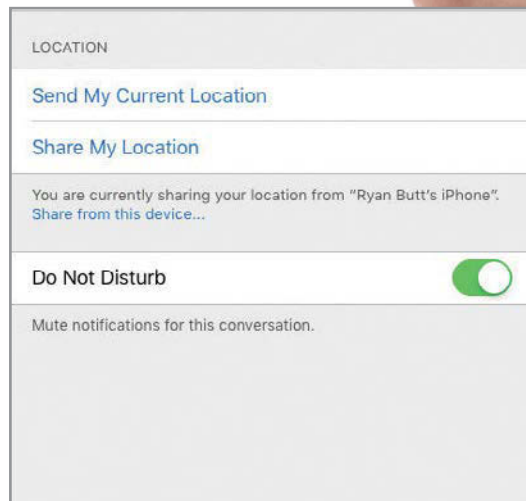 LOCATION
Send My Current Location
Share My Location
You are currently sharing your location from "Ryan Butt's iPhone".
Share from this device...
Do Not Disturb
Mute notifications for this conversation.